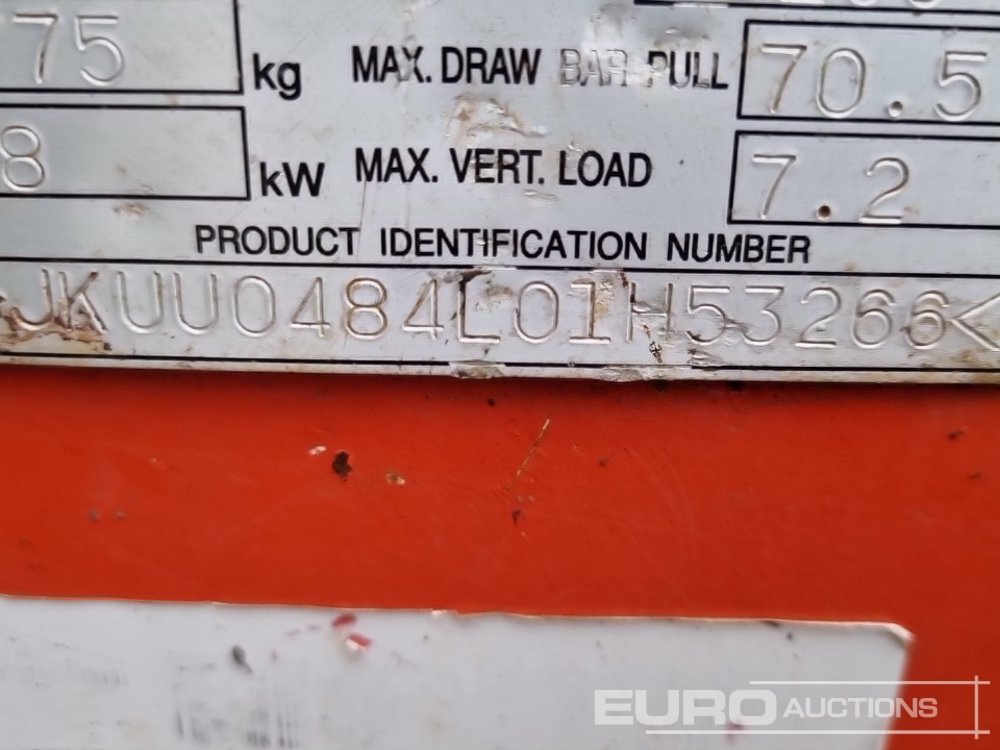 75 kg MAX. DRAW BAR PULL 70.5
8 kW MAX. VERT. LOAD 7.2
PRODUCT IDENTIFICATION NUMBER
JKUU0484L01H53266<
EURO AUCTIONS